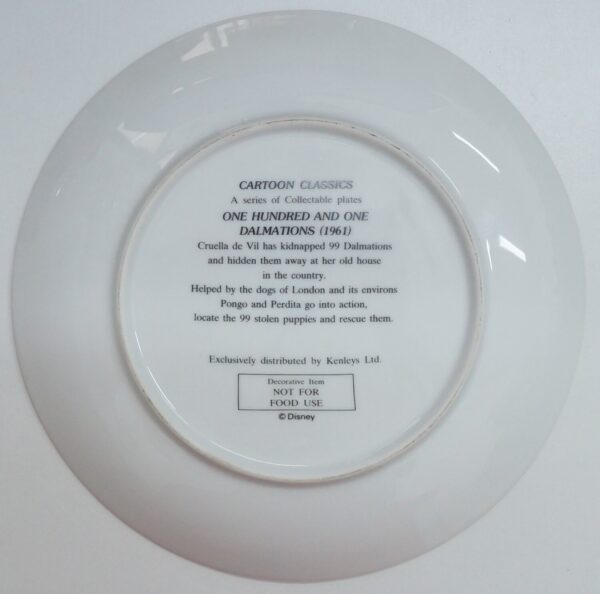 CARTOON CLASSICS
A series of Collectable plates
ONE HUNDRED AND ONE
DALMATIONS (1961)
Cruella de Vil has kidnapped 99 Dalmations
and hidden them away at her old house
in the country.
Helped by the dogs of London and its environs
Pongo and Perdita go into action,
locate the 99 stolen puppies and rescue them.
Exclusively distributed by Kenleys Ltd.
Decorative Item
NOT FOR
FOOD USE
© Disney